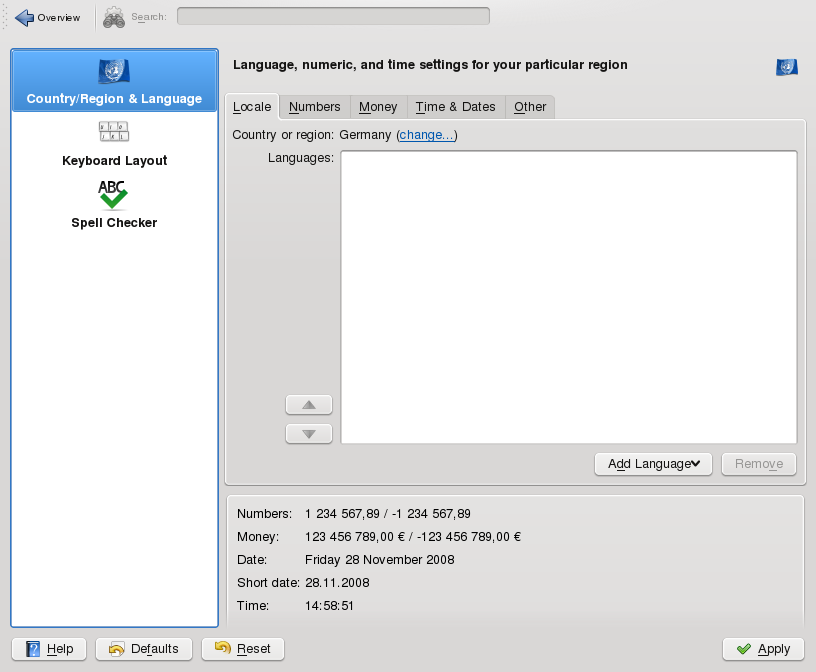 Overview
Search:
Country/Region & Language
Keyboard Layout
ABC
Spell Checker
Language, numeric, and time settings for your particular region
Locale Numbers Money Time & Dates Other
Country or region: Germany (change...)
Languages:
Add Language Remove
Numbers: 1 234 567,89 / -1 234 567,89
Money: 123 456 789,00 € / -123 456 789,00 €
Date: Friday 28 November 2008
Short date: 28.11.2008
Time: 14:58:51
Help Defaults Reset Apply